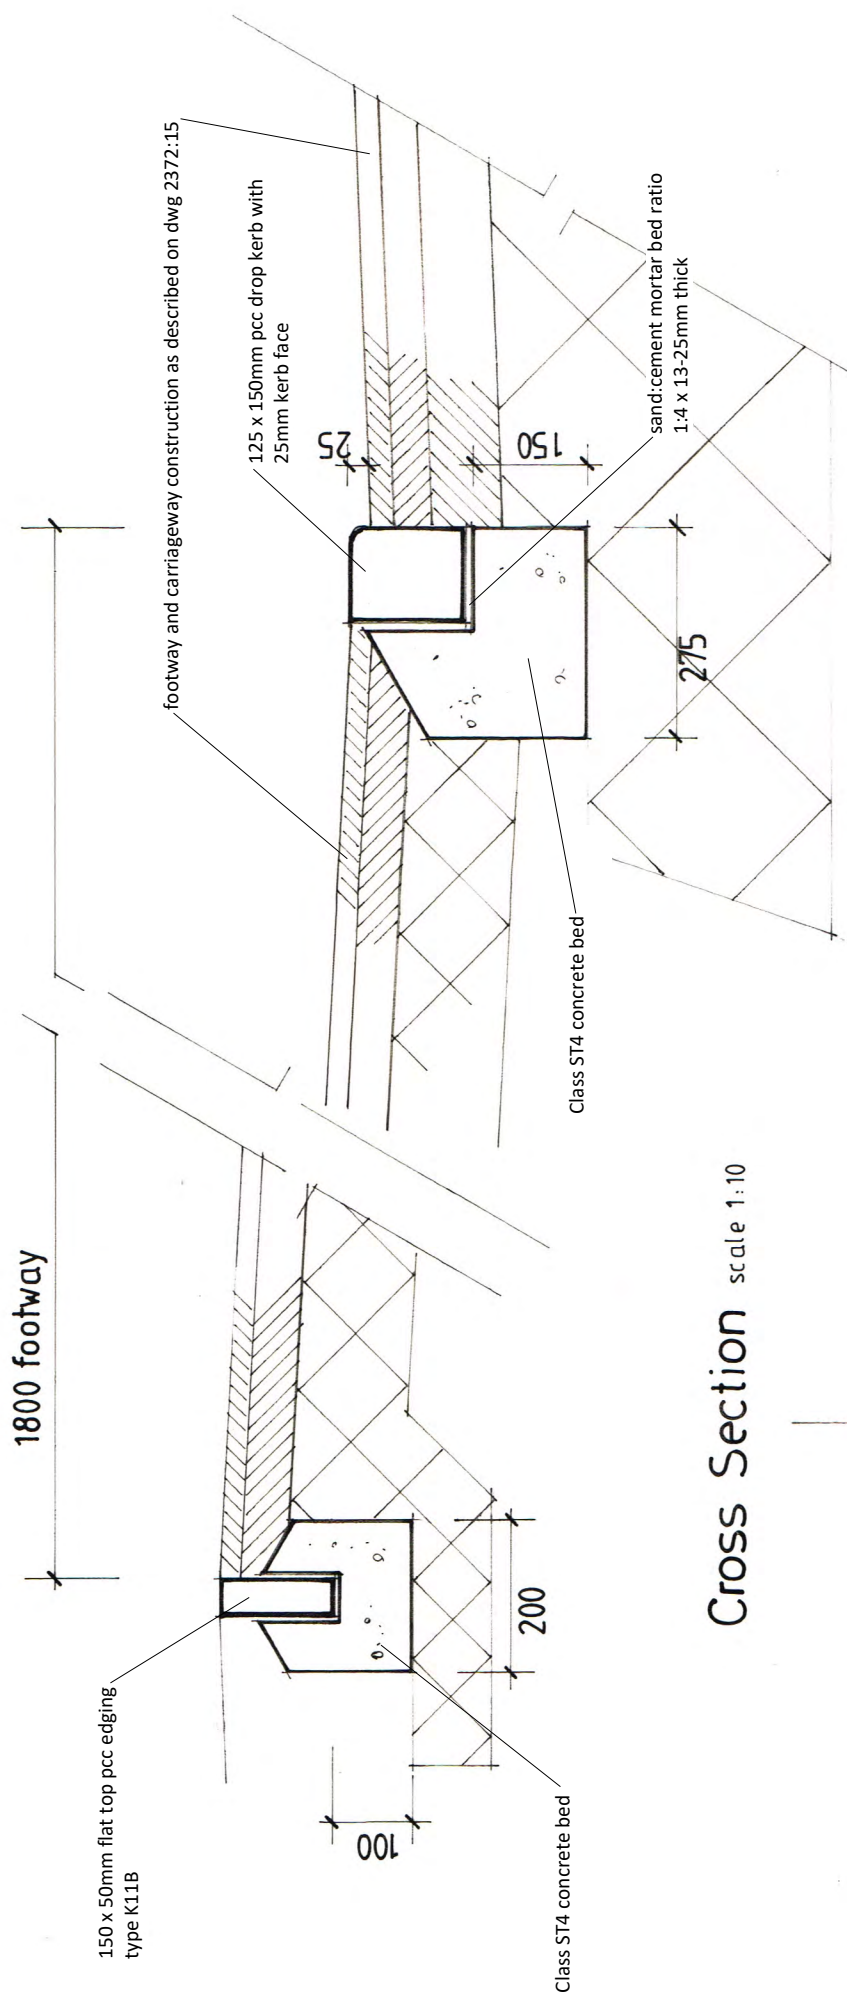 1800 footway
footway and carriageway construction as described on dwg 2372:15
125 x 150mm pcc drop kerb with
25mm kerb face
150 x 50mm flat top pcc edging
type K11B
25
150
100
200
275
sand:cement mortar bed ratio
1:4 x 13-25mm thick
Class ST4 concrete bed
Class ST4 concrete bed
Cross Section scale 1:10